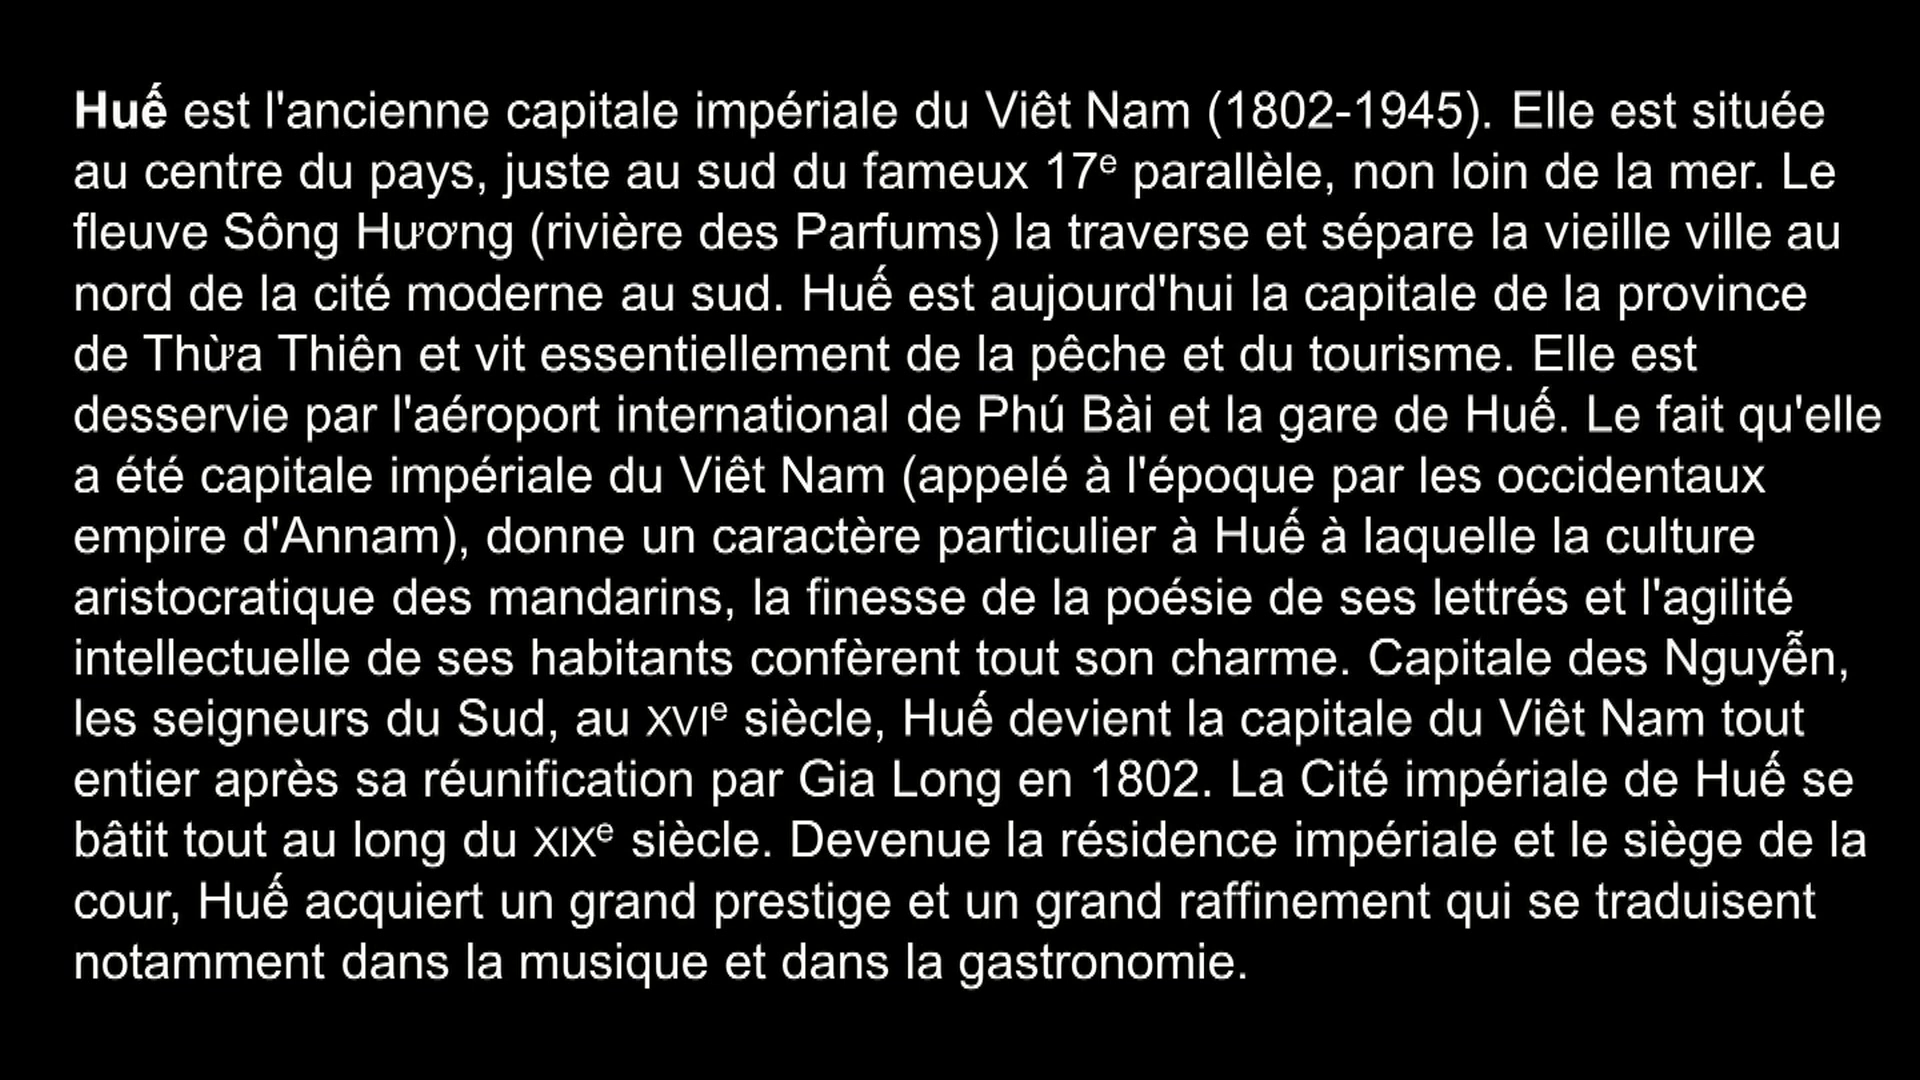 Huế est l'ancienne capitale impériale du Viêt Nam (1802-1945). Elle est située
au centre du pays, juste au sud du fameux 17e parallèle, non loin de la mer. Le
fleuve Sông Hương (rivière des Parfums) la traverse et sépare la vieille ville au
nord de la cité moderne au sud. Huế est aujourd'hui la capitale de la province
de Thừa Thiên et vit essentiellement de la pêche et du tourisme. Elle est
desservie par l'aéroport international de Phú Bài et la gare de Huế. Le fait qu'elle
a été capitale impériale du Viêt Nam (appelé à l'époque par les occidentaux
empire d'Annam), donne un caractère particulier à Huế à laquelle la culture
aristocratique des mandarins, la finesse de la poésie de ses lettrés et l'agilité
intellectuelle de ses habitants confèrent tout son charme. Capitale des Nguyễn,
les seigneurs du Sud, au XVIe siècle, Huế devient la capitale du Viêt Nam tout
entier après sa réunification par Gia Long en 1802. La Cité impériale de Huế se
bâtit tout au long du XIXe siècle. Devenue la résidence impériale et le siège de la
cour, Huế acquiert un grand prestige et un grand raffinement qui se traduisent
notamment dans la musique et dans la gastronomie.